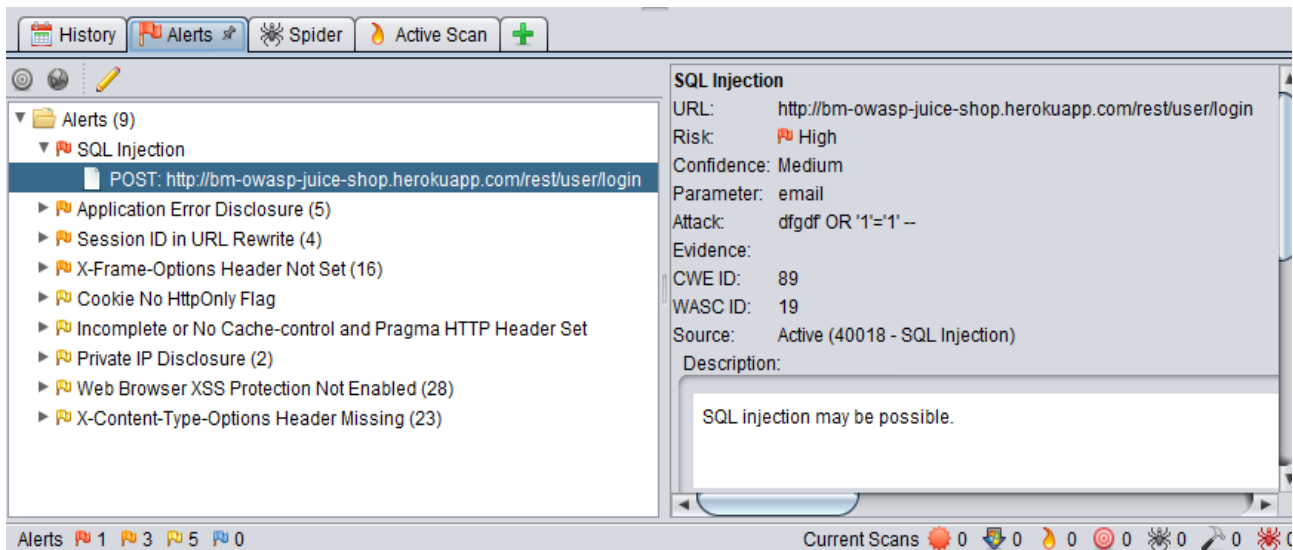 History Alerts Spider Active Scan
Alerts (9)
SQL Injection
POST: http://bm-owasp-juice-shop.herokuapp.com/rest/user/login
Application Error Disclosure (5)
Session ID in URL Rewrite (4)
X-Frame-Options Header Not Set (16)
Cookie No HttpOnly Flag
Incomplete or No Cache-control and Pragma HTTP Header Set
Private IP Disclosure (2)
Web Browser XSS Protection Not Enabled (28)
X-Content-Type-Options Header Missing (23)
SQL Injection
URL: http://bm-owasp-juice-shop.herokuapp.com/rest/user/login
Risk: High
Confidence: Medium
Parameter: email
Attack: dfgdf' OR '1'='1' --
Evidence:
CWE ID: 89
WASC ID: 19
Source: Active (40018 - SQL Injection)
Description:
SQL injection may be possible.
Alerts 1 3 5 0 Current Scans 0 0 0 0 0 0 0